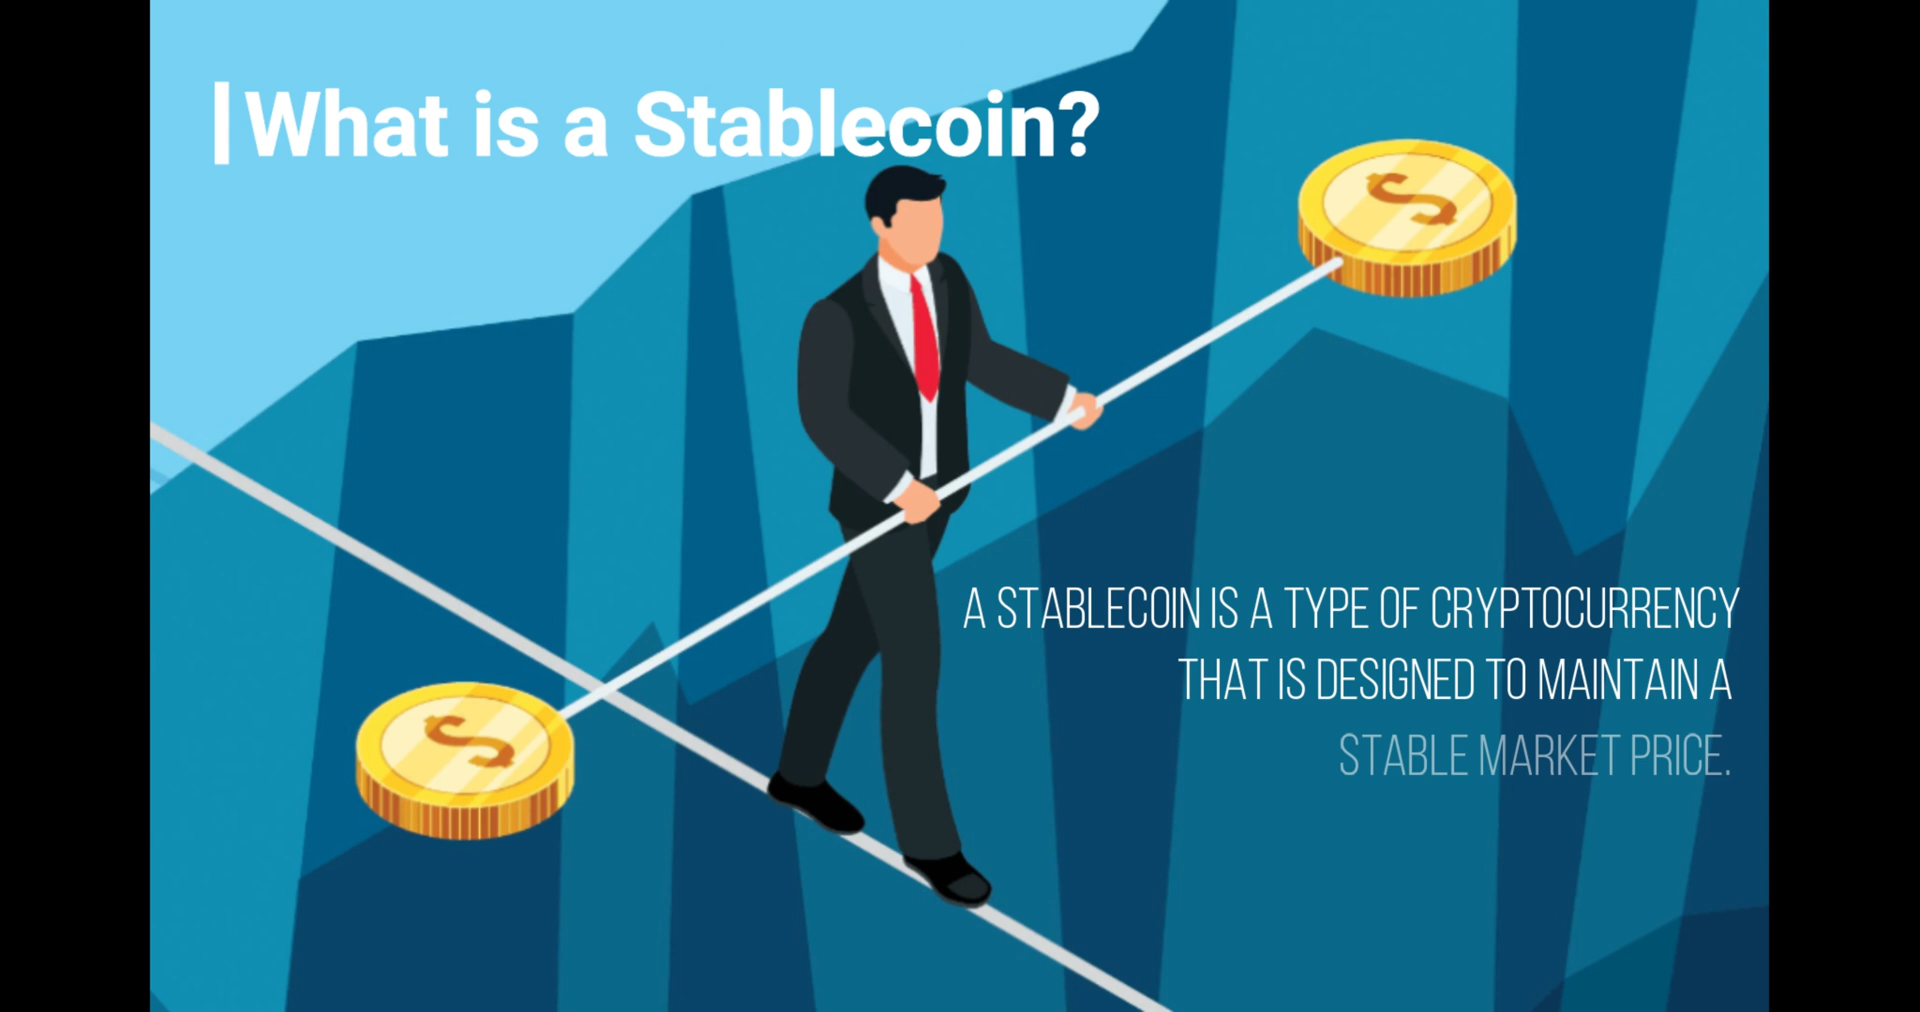 What is a Stablecoin?
A STABLECOIN IS A TYPE OF CRYPTOCURRENCY
THAT IS DESIGNED TO MAINTAIN A
STABLE MARKET PRICE.